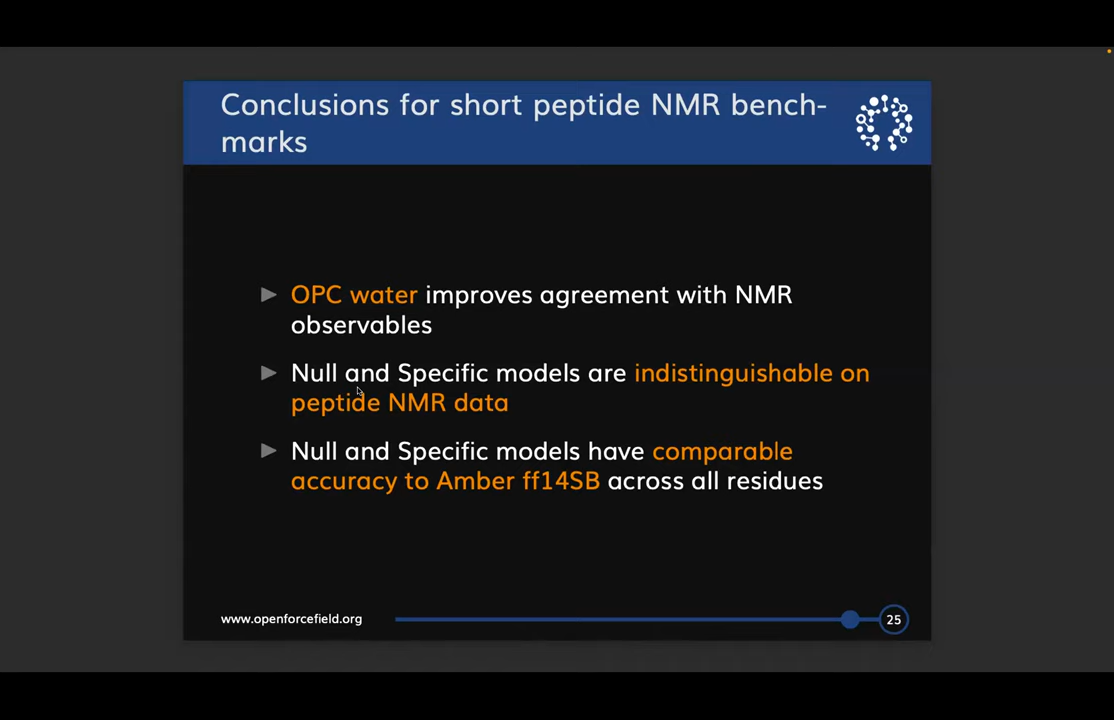 Conclusions for short peptide NMR bench-
marks
OPC water improves agreement with NMR
observables
Null and Specific models are indistinguishable on
peptide NMR data
Null and Specific models have comparable
accuracy to Amber ff14SB across all residues
www.openforcefield.org
25